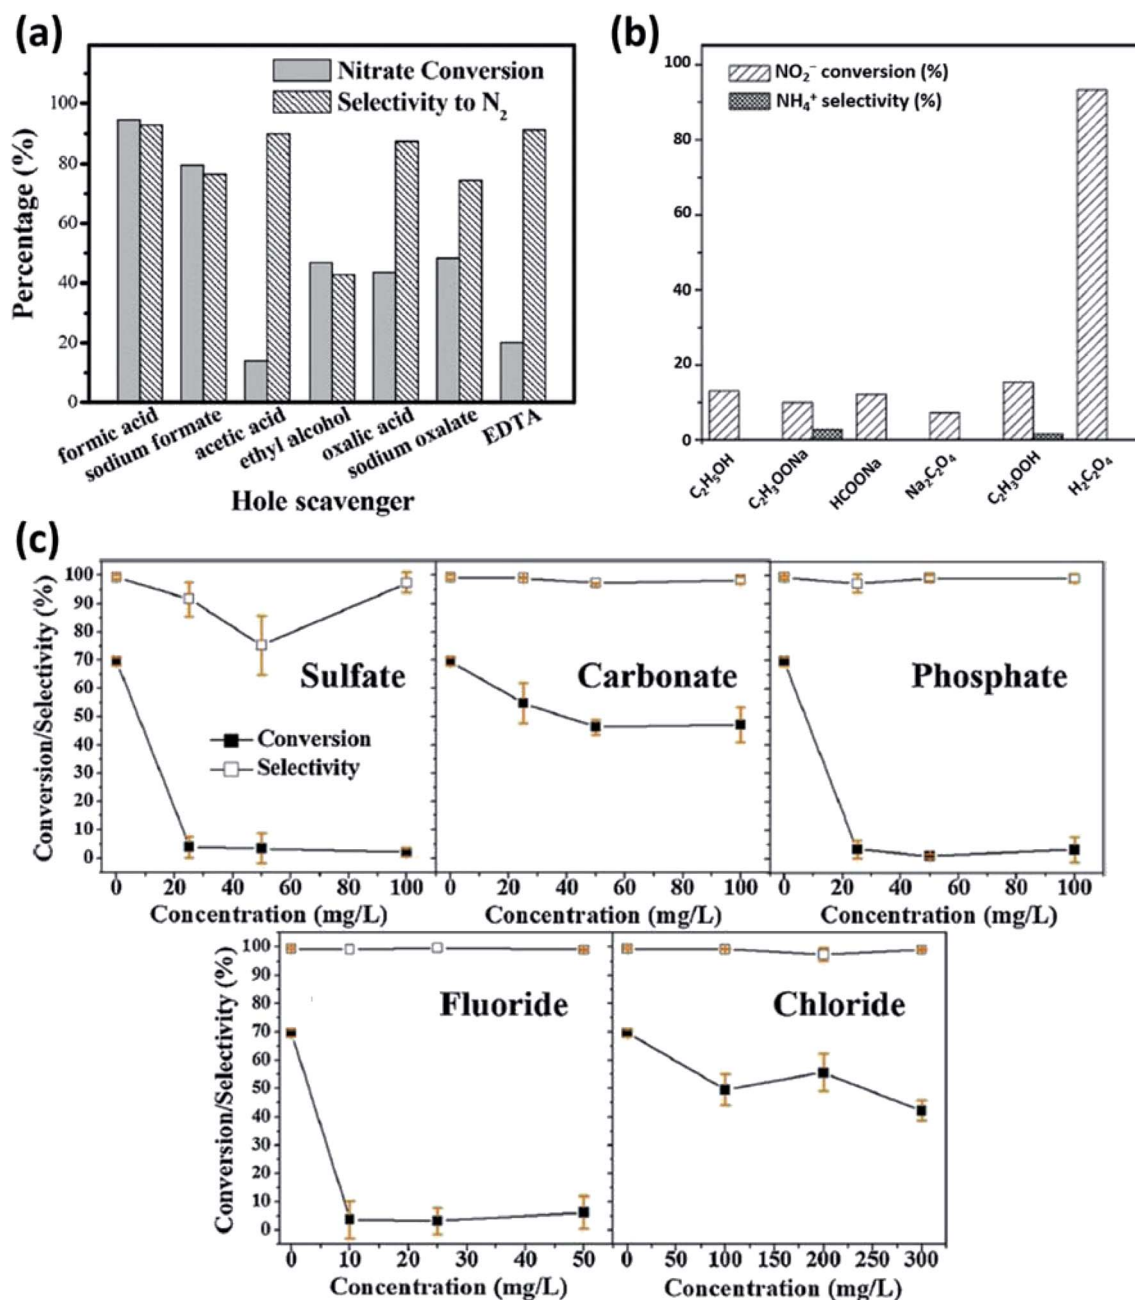 (a)
Nitrate Conversion
Selectivity to N₂
Percentage (%)
100
80
60
40
20
0
formic acid
sodium formate
acetic acid
ethyl alcohol
oxalic acid
sodium oxalate
EDTA
Hole scavenger
(b)
NO₂⁻ conversion (%)
NH₄⁺ selectivity (%)
100
80
60
40
20
0
C₂H₅OH
C₂H₃OONa
HCOONa
Na₂C₂O₄
C₂H₃OOH
H₂C₂O₄
(c)
Conversion/Selectivity (%)
100
90
80
70
60
50
40
30
20
10
0
Sulfate
Conversion
Selectivity
0 20 40 60 80 100
Concentration (mg/L)
Carbonate
0 20 40 60 80 100
Concentration (mg/L)
Phosphate
0 20 40 60 80 100
Concentration (mg/L)
Conversion/Selectivity (%)
100
90
80
70
60
50
40
30
20
10
0
Fluoride
0 10 20 30 40 50
Concentration (mg/L)
Chloride
0 50 100 150 200 250 300
Concentration (mg/L)